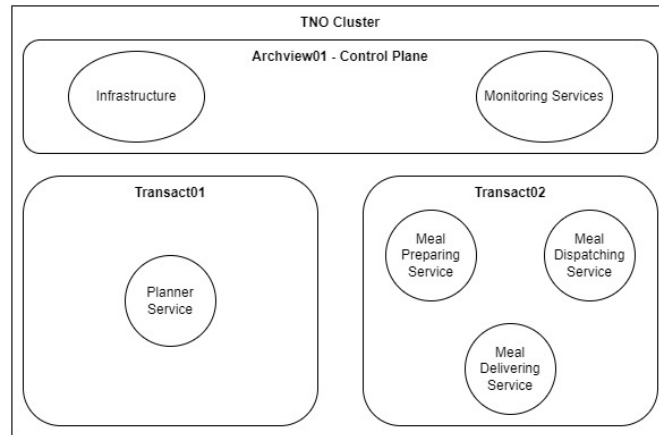 TNO Cluster
Archview01 - Control Plane
Infrastructure
Monitoring Services
Transact01
Planner
Service
Transact02
Meal
Preparing
Service
Meal
Dispatching
Service
Meal
Delivering
Service